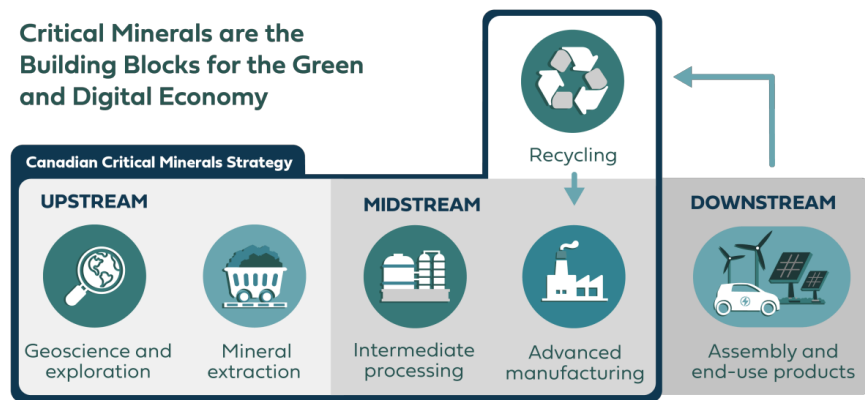 Critical Minerals are the
Building Blocks for the Green
and Digital Economy
Recycling
Canadian Critical Minerals Strategy
UPSTREAM
MIDSTREAM
DOWNSTREAM
Geoscience and
exploration
Mineral
extraction
Intermediate
processing
Advanced
manufacturing
Assembly and
end-use products